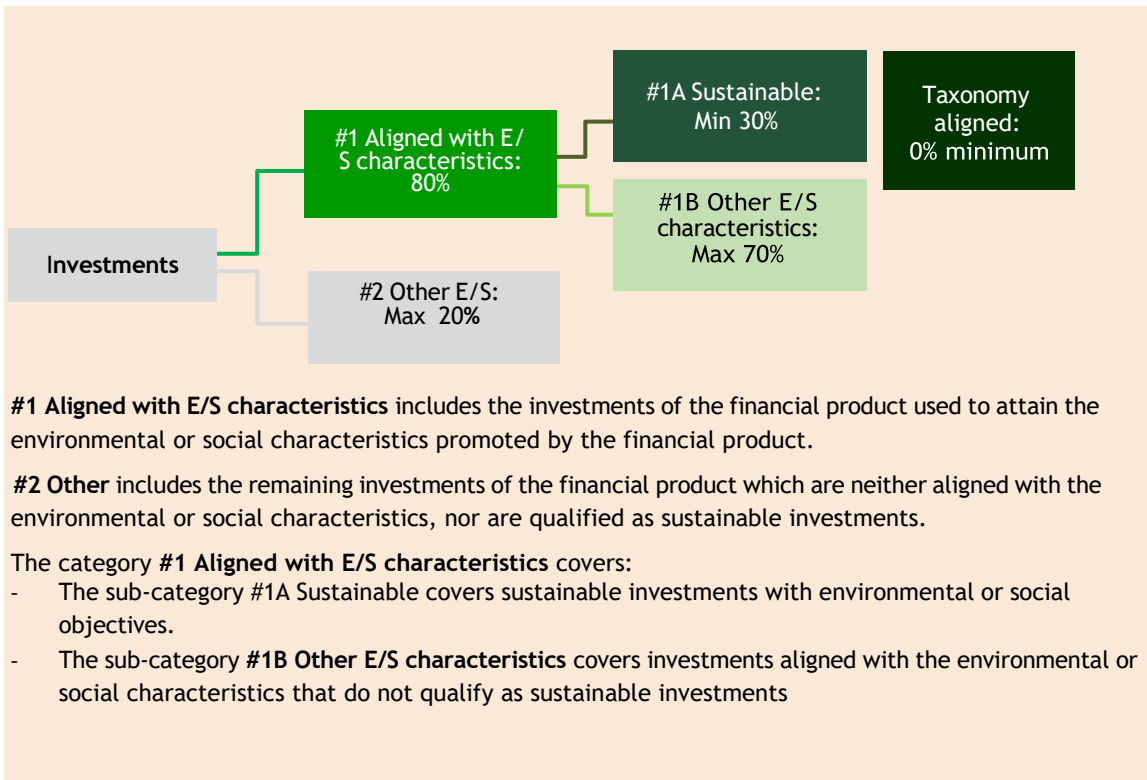 #1A Sustainable:
Min 30%
Taxonomy
aligned:
0% minimum
#1 Aligned with E/
S characteristics:
80%
#1B Other E/S
characteristics:
Max 70%
Investments
#2 Other E/S:
Max 20%
#1 Aligned with E/S characteristics includes the investments of the financial product used to attain the
environmental or social characteristics promoted by the financial product.
#2 Other includes the remaining investments of the financial product which are neither aligned with the
environmental or social characteristics, nor are qualified as sustainable investments.
The category #1 Aligned with E/S characteristics covers:
- The sub-category #1A Sustainable covers sustainable investments with environmental or social
objectives.
- The sub-category #1B Other E/S characteristics covers investments aligned with the environmental or
social characteristics that do not qualify as sustainable investments